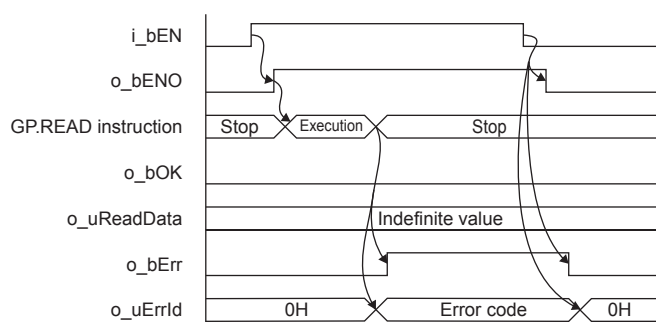 i_bEN
o_bENO
GP.READ instruction Stop Execution Stop
o_bOK
o_uReadData Indefinite value
o_bErr
o_uErrId 0H Error code 0H